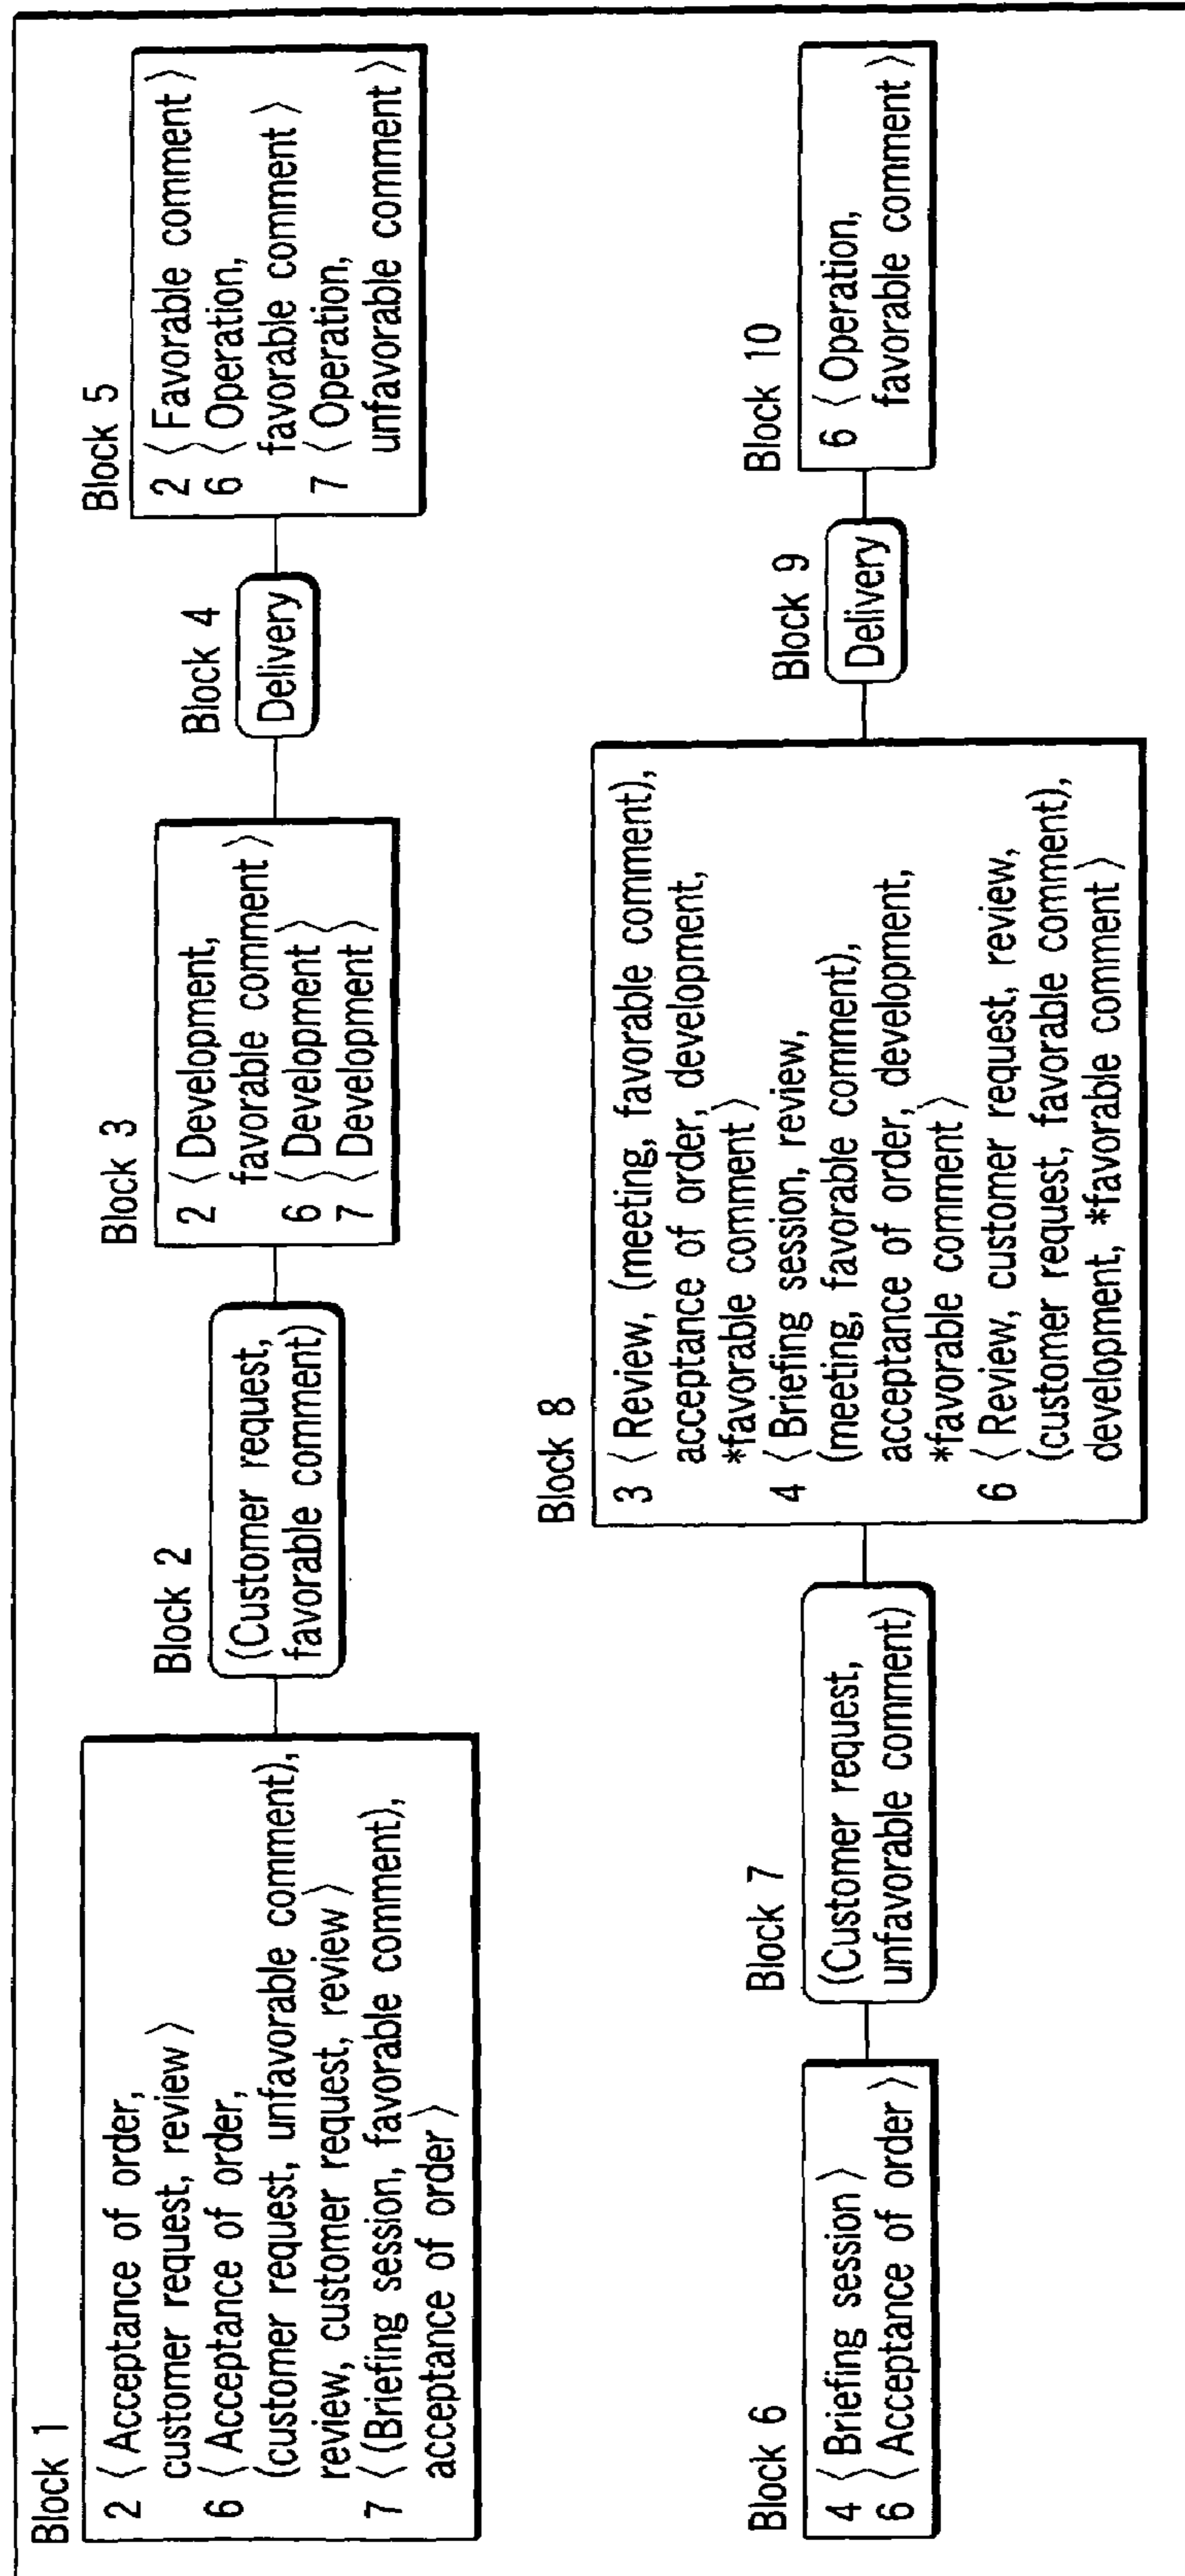 Block 1
2 〈Acceptance of order,
customer request, review〉
6 〈Acceptance of order,
(customer request, unfavorable comment),
review, customer request, review〉
7 〈(Briefing session, favorable comment),
acceptance of order〉
Block 2
(Customer request,
favorable comment)
Block 3
2 〈Development,
favorable comment〉
6 〈Development〉
7 〈Development〉
Block 4
Delivery
Block 5
2 〈Favorable comment〉
6 〈Operation,
favorable comment〉
7 〈Operation,
unfavorable comment〉
Block 6
4 〈Briefing session〉
6 〈Acceptance of order〉
Block 7
(Customer request,
unfavorable comment)
Block 8
3 〈Review, (meeting, favorable comment),
acceptance of order, development,
*favorable comment〉
4 〈Briefing session, review,
(meeting, favorable comment),
acceptance of order, development,
*favorable comment〉
6 〈Review, customer request, review,
(customer request, favorable comment),
development, *favorable comment〉
Block 9
Delivery
Block 10
6 〈Operation,
favorable comment〉